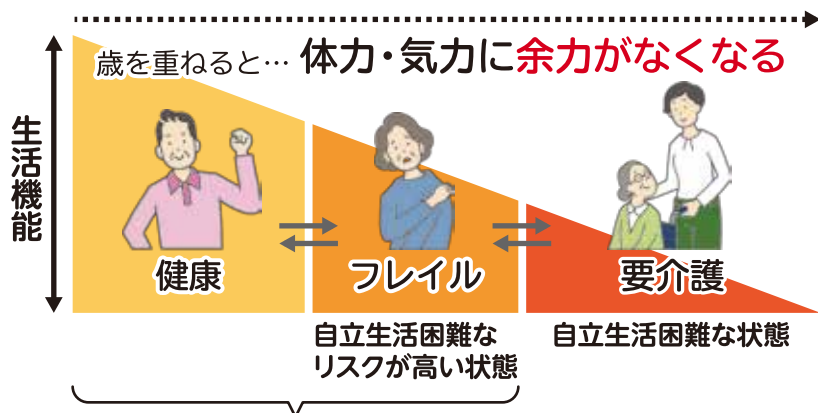 歳を重ねると… 体力・気力に余力がなくなる
生活機能
健康
フレイル
要介護
自立生活困難な
リスクが高い状態
自立生活困難な状態